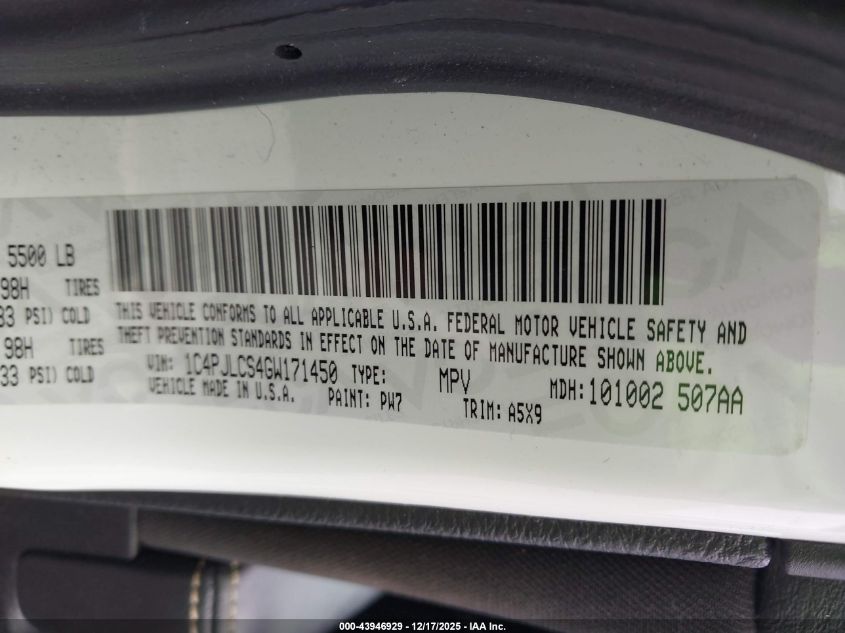 5500 LB
98H TIRES
33 PSI) COLD
98H TIRES
33 PSI) COLD
THIS VEHICLE CONFORMS TO ALL APPLICABLE U.S.A. FEDERAL MOTOR VEHICLE SAFETY AND
THEFT PREVENTION STANDARDS IN EFFECT ON THE DATE OF MANUFACTURE SHOWN ABOVE.
VIN: 1C4PJLCS4GW171450 TYPE: MPV MDH:101002 507AA
VEHICLE MADE IN U.S.A. PAINT: PW7 TRIM: A5X9
000-43946929 - 12/17/2025 - IAA Inc.